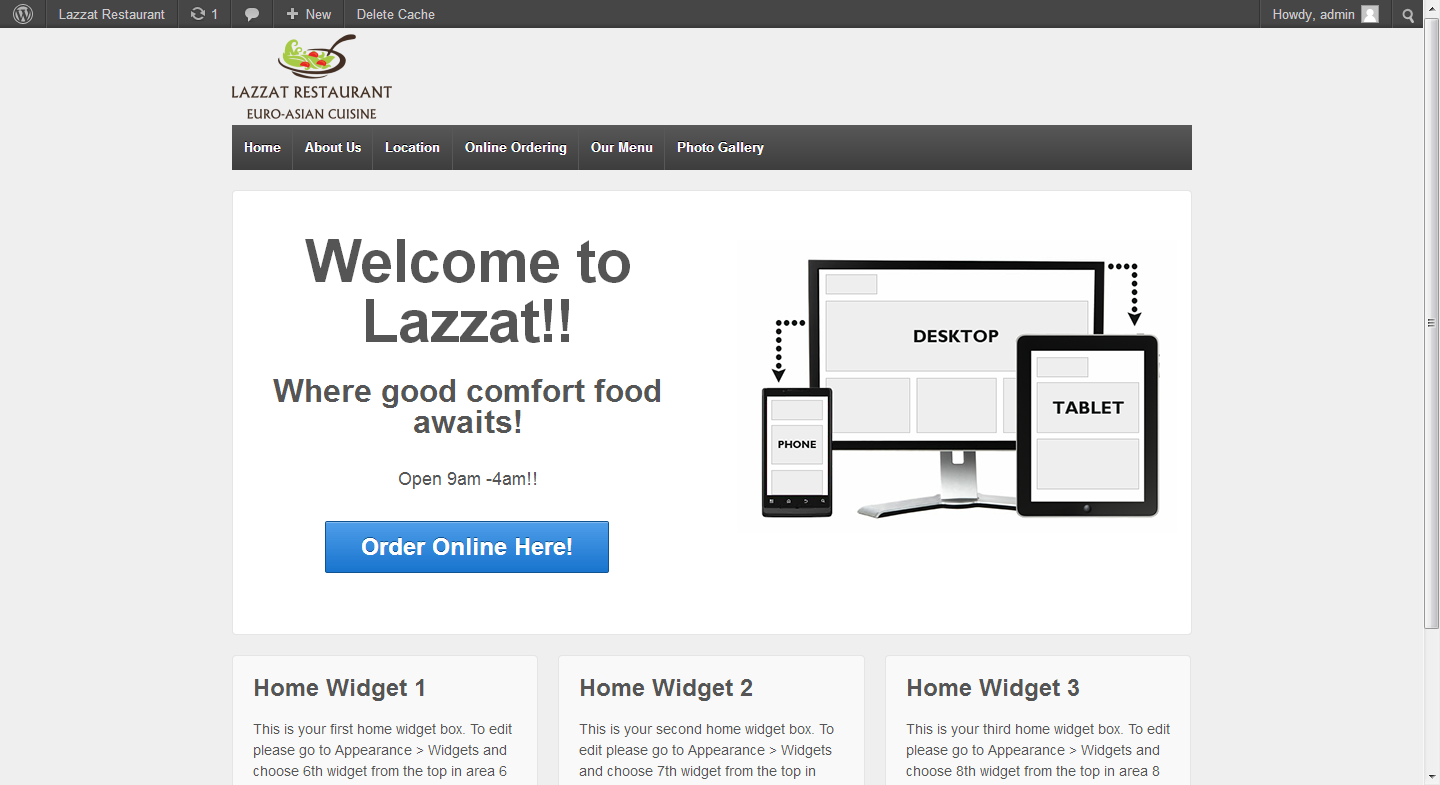 Lazzat Restaurant 1 New Delete Cache Howdy, admin
LAZZAT RESTAURANT
EURO-ASIAN CUISINE
Home About Us Location Online Ordering Our Menu Photo Gallery
Welcome to
Lazzat!!
Where good comfort food
awaits!
Open 9am -4am!!
Order Online Here!
DESKTOP
TABLET
PHONE
Home Widget 1
This is your first home widget box. To edit
please go to Appearance > Widgets and
choose 6th widget from the top in area 6
Home Widget 2
This is your second home widget box. To
edit please go to Appearance > Widgets
and choose 7th widget from the top in
Home Widget 3
This is your third home widget box. To edit
please go to Appearance > Widgets and
choose 8th widget from the top in area 8